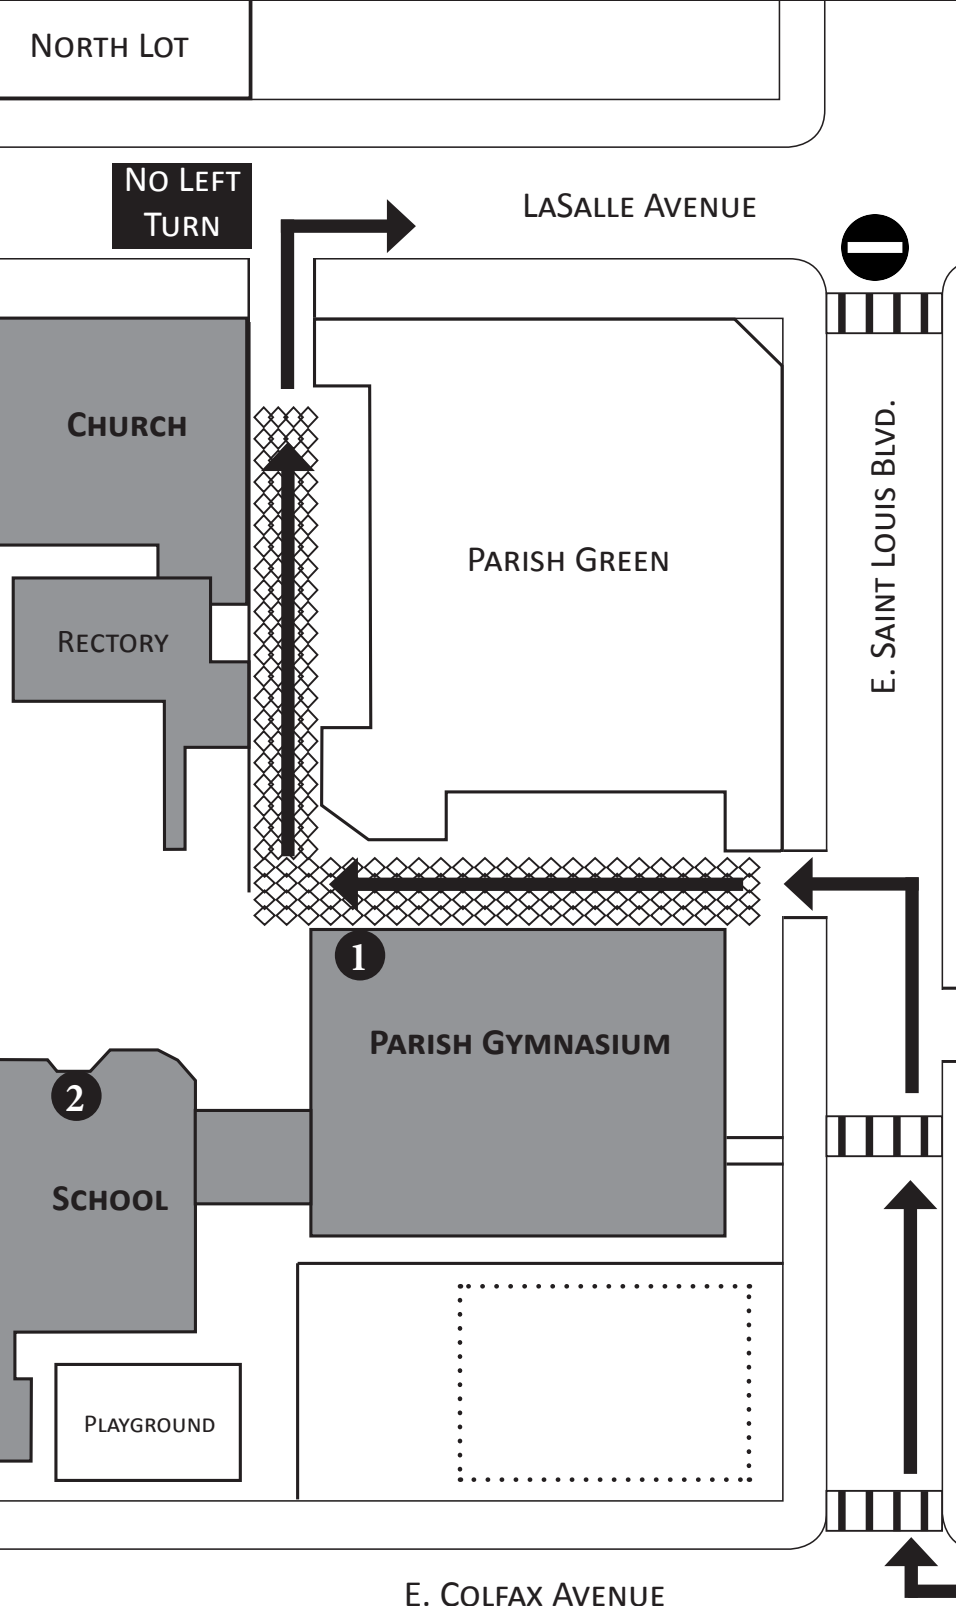 NORTH LOT
NO LEFT
TURN
LASALLE AVENUE
CHURCH
E. SAINT LOUIS BLVD.
PARISH GREEN
RECTORY
1
PARISH GYMNASIUM
2
SCHOOL
PLAYGROUND
E. COLFAX AVENUE